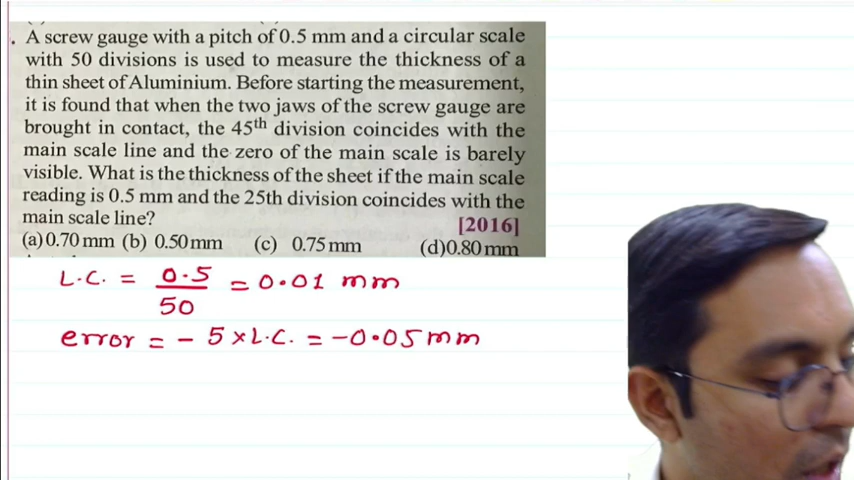 . A screw gauge with a pitch of 0.5 mm and a circular scale
with 50 divisions is used to measure the thickness of a
thin sheet of Aluminium. Before starting the measurement,
it is found that when the two jaws of the screw gauge are
brought in contact, the 45th division coincides with the
main scale line and the zero of the main scale is barely
visible. What is the thickness of the sheet if the main scale
reading is 0.5 mm and the 25th division coincides with the
main scale line? [2016]
(a) 0.70 mm (b) 0.50 mm (c) 0.75 mm (d) 0.80 mm
L.C. = 0.5 / 50 = 0.01 mm
error = - 5 × L.C. = -0.05 mm